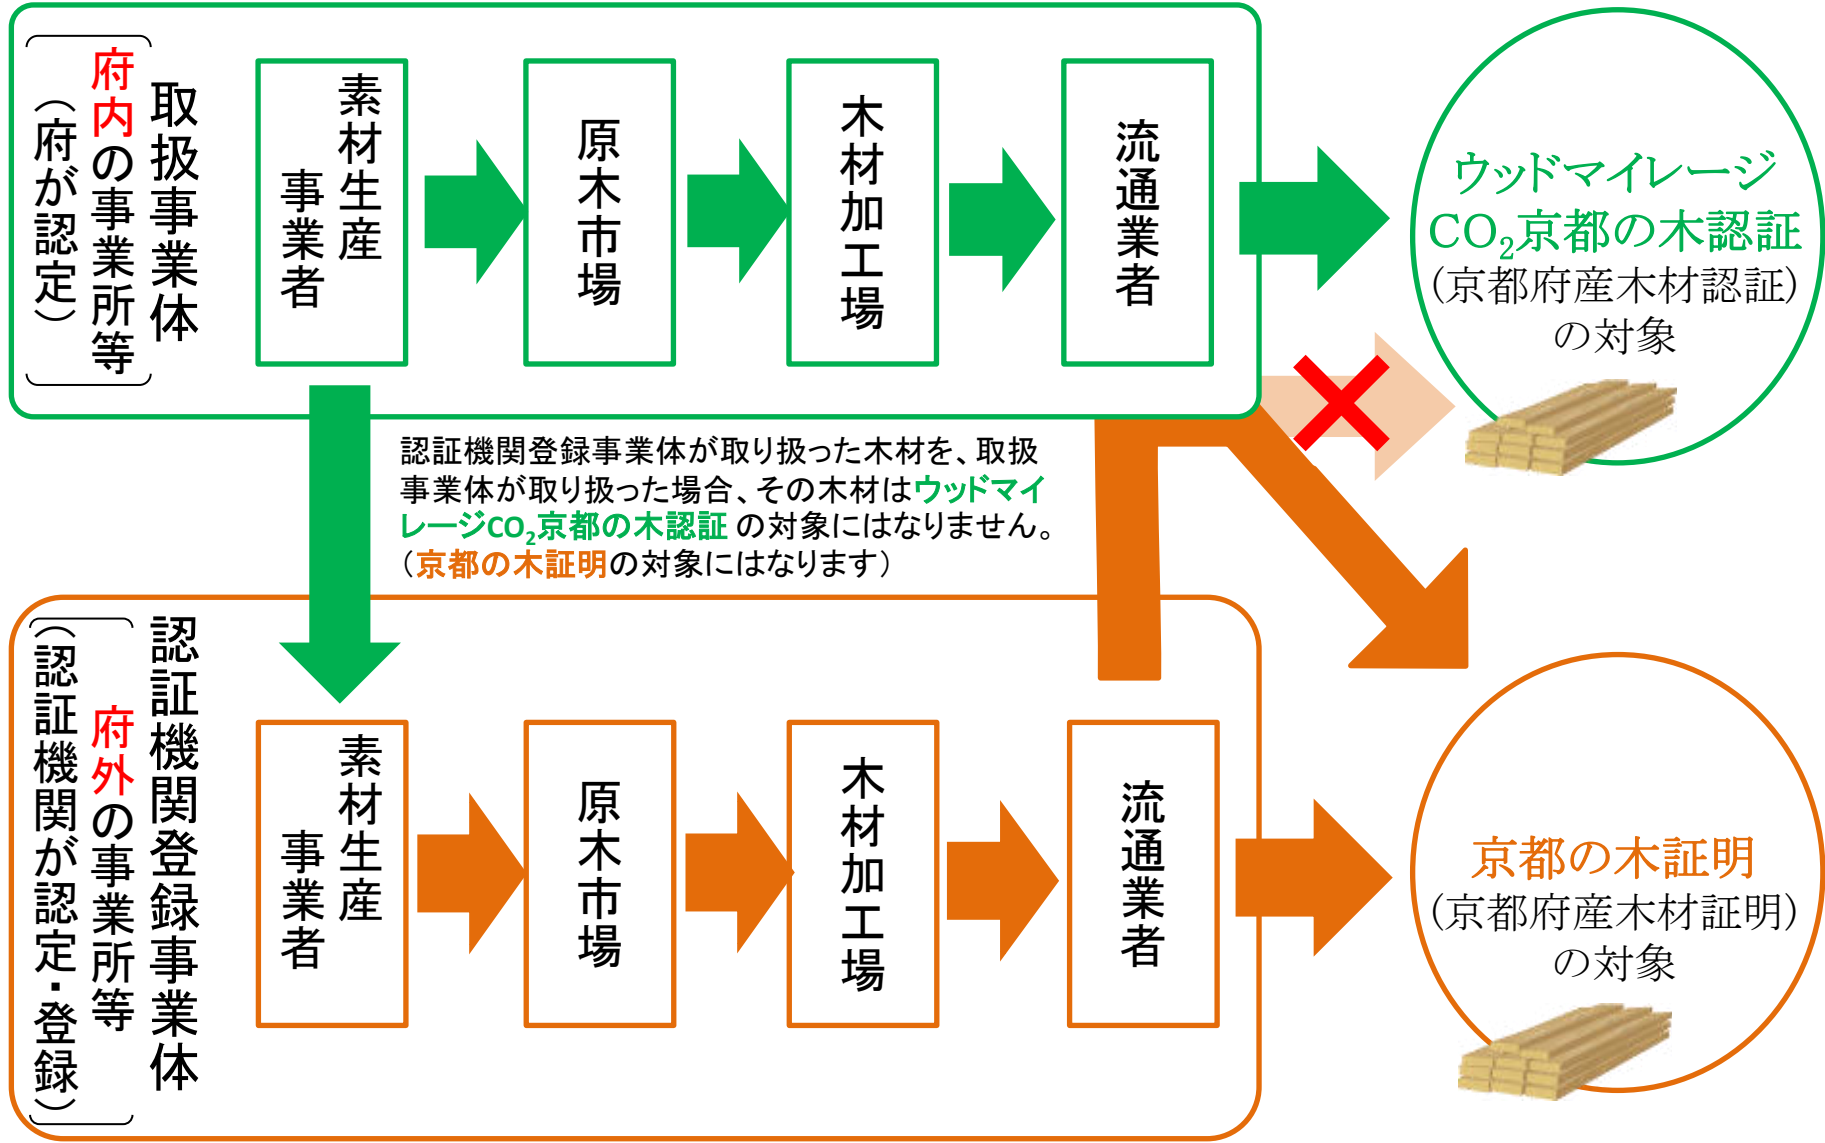 取扱事業体
府内の事業所等
（府が認定）
素材生産
事業者
原木市場
木材加工場
流通業者
ウッドマイレージ
CO₂京都の木認証
(京都府産木材認証)
の対象
認証機関登録事業体が取り扱った木材を、取扱
事業体が取り扱った場合、その木材はウッドマイ
レージCO₂京都の木認証 の対象にはなりません。
（京都の木証明の対象にはなります）
認証機関登録事業体
府外の事業所等
（認証機関が認定・登録）
素材生産
事業者
原木市場
木材加工場
流通業者
京都の木証明
(京都府産木材証明)
の対象